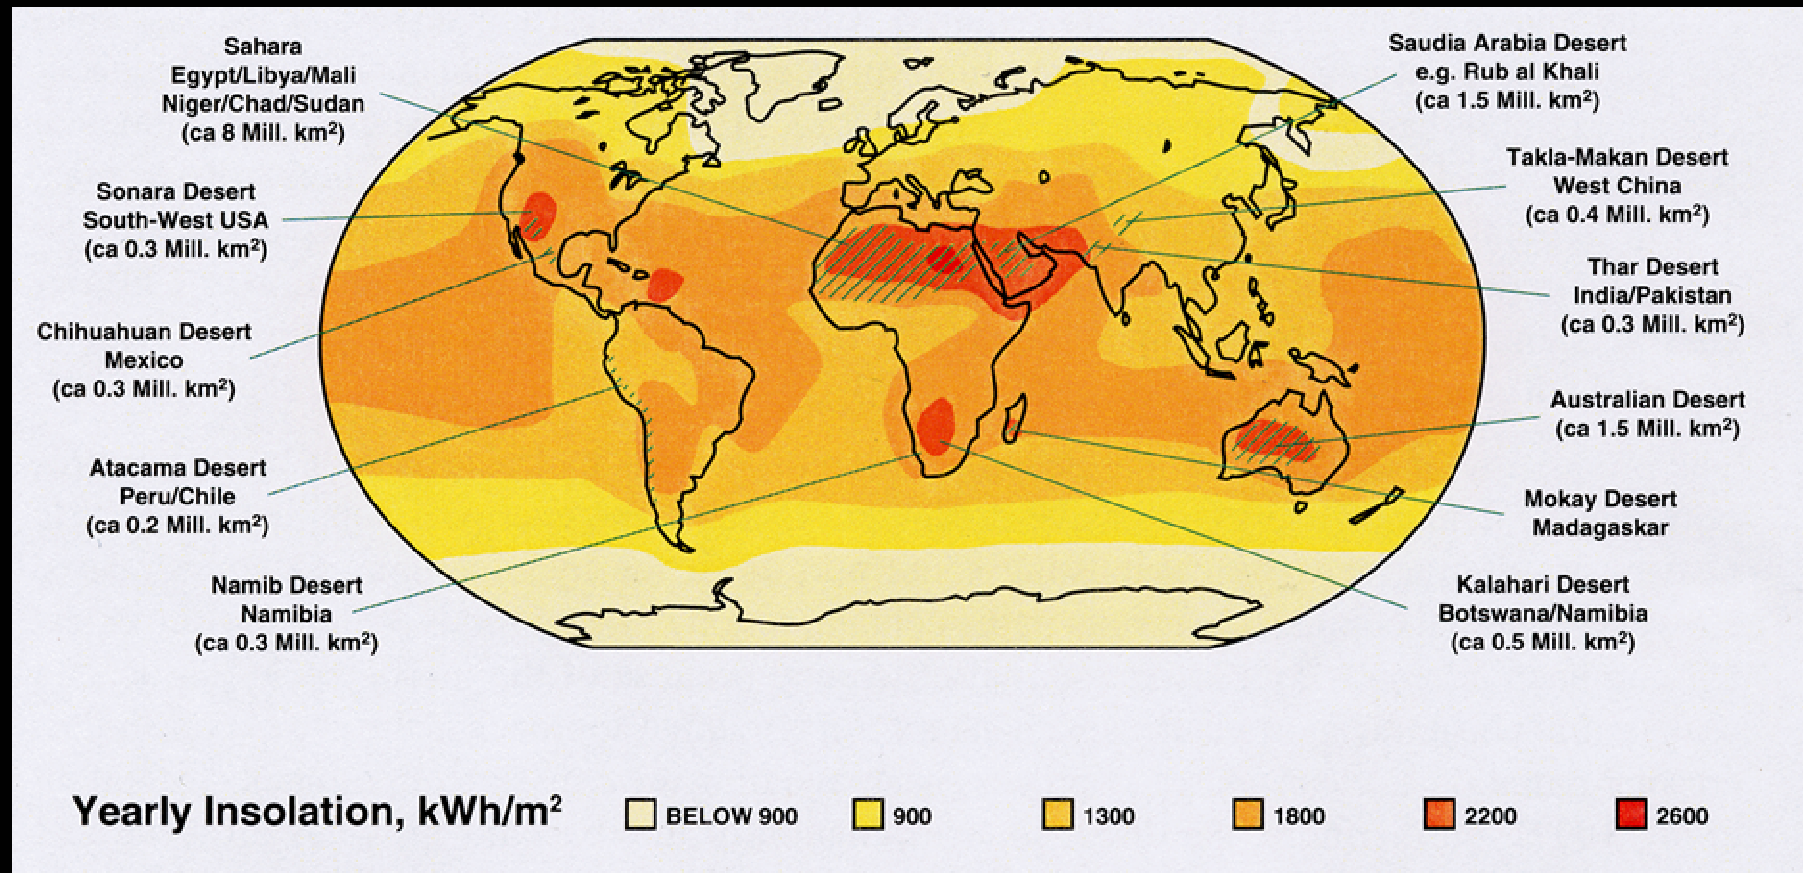 Sahara
Egypt/Libya/Mali
Niger/Chad/Sudan
(ca 8 Mill. km²)
Sonara Desert
South-West USA
(ca 0.3 Mill. km²)
Chihuahuan Desert
Mexico
(ca 0.3 Mill. km²)
Atacama Desert
Peru/Chile
(ca 0.2 Mill. km²)
Namib Desert
Namibia
(ca 0.3 Mill. km²)
Saudia Arabia Desert
e.g. Rub al Khali
(ca 1.5 Mill. km²)
Takla-Makan Desert
West China
(ca 0.4 Mill. km²)
Thar Desert
India/Pakistan
(ca 0.3 Mill. km²)
Australian Desert
(ca 1.5 Mill. km²)
Mokay Desert
Madagaskar
Kalahari Desert
Botswana/Namibia
(ca 0.5 Mill. km²)
Yearly Insolation, kWh/m² BELOW 900 900 1300 1800 2200 2600